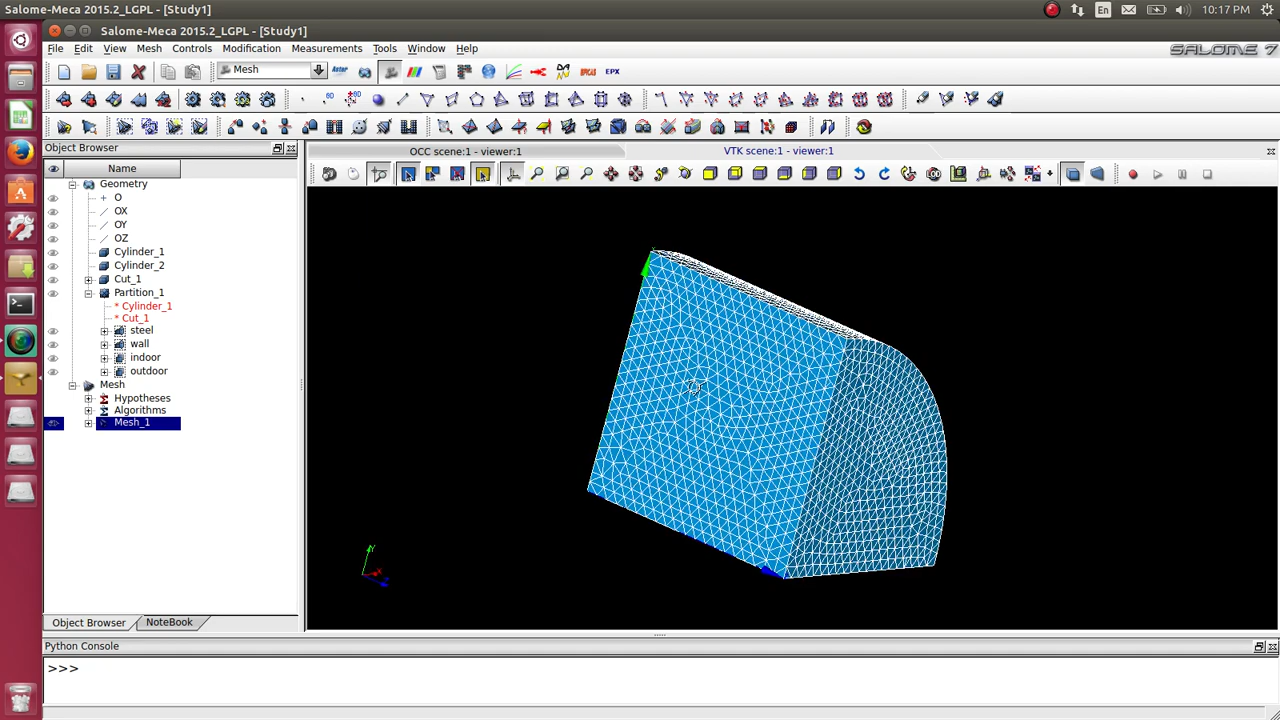 Salome-Meca 2015.2_LGPL - [Study1]
En
10:17 PM
Salome-Meca 2015.2_LGPL - [Study1]
File Edit View Mesh Controls Modification Measurements Tools Window Help
SALOME 7
Mesh
EPX
Object Browser
OCC scene:1 - viewer:1
VTK scene:1 - viewer:1
Name
Geometry
O
OX
OY
OZ
Cylinder_1
Cylinder_2
Cut_1
Partition_1
* Cylinder_1
* Cut_1
steel
wall
indoor
outdoor
Mesh
Hypotheses
Algorithms
Mesh_1
Y
Object Browser
NoteBook
Python Console
>>>